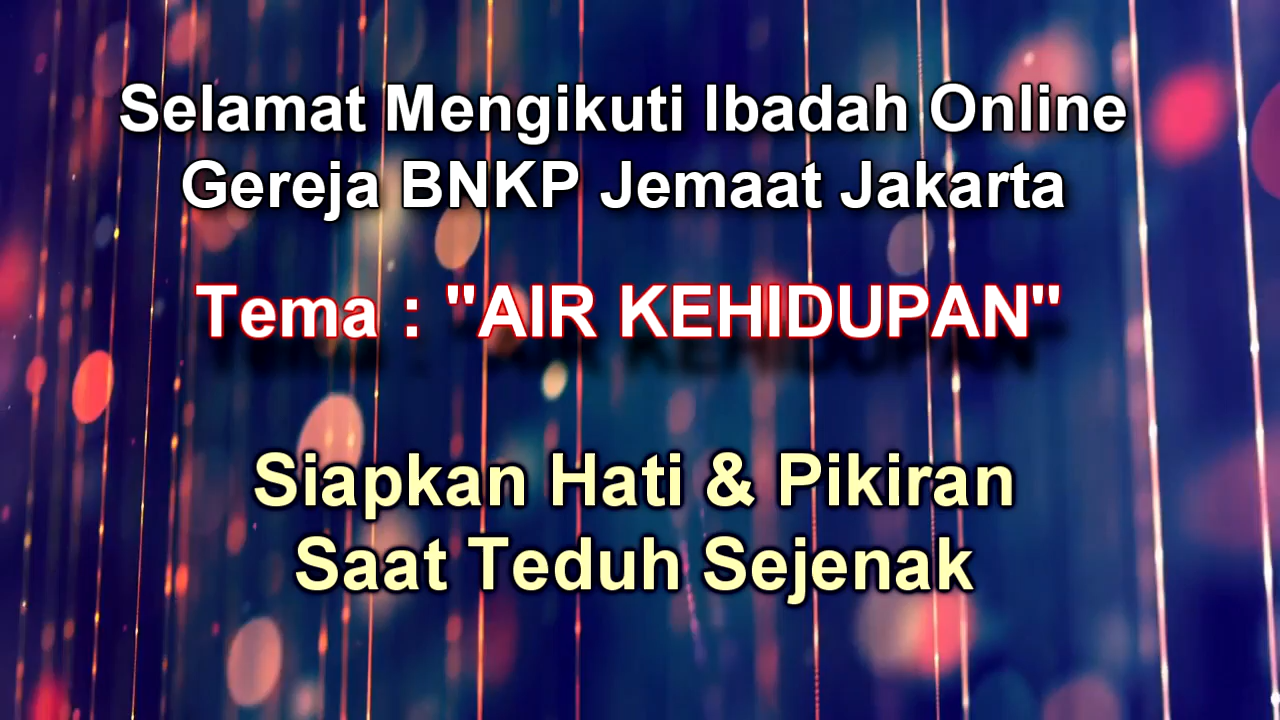 Selamat Mengikuti Ibadah Online
Gereja BNKP Jemaat Jakarta
Tema : "AIR KEHIDUPAN"
Siapkan Hati & Pikiran
Saat Teduh Sejenak